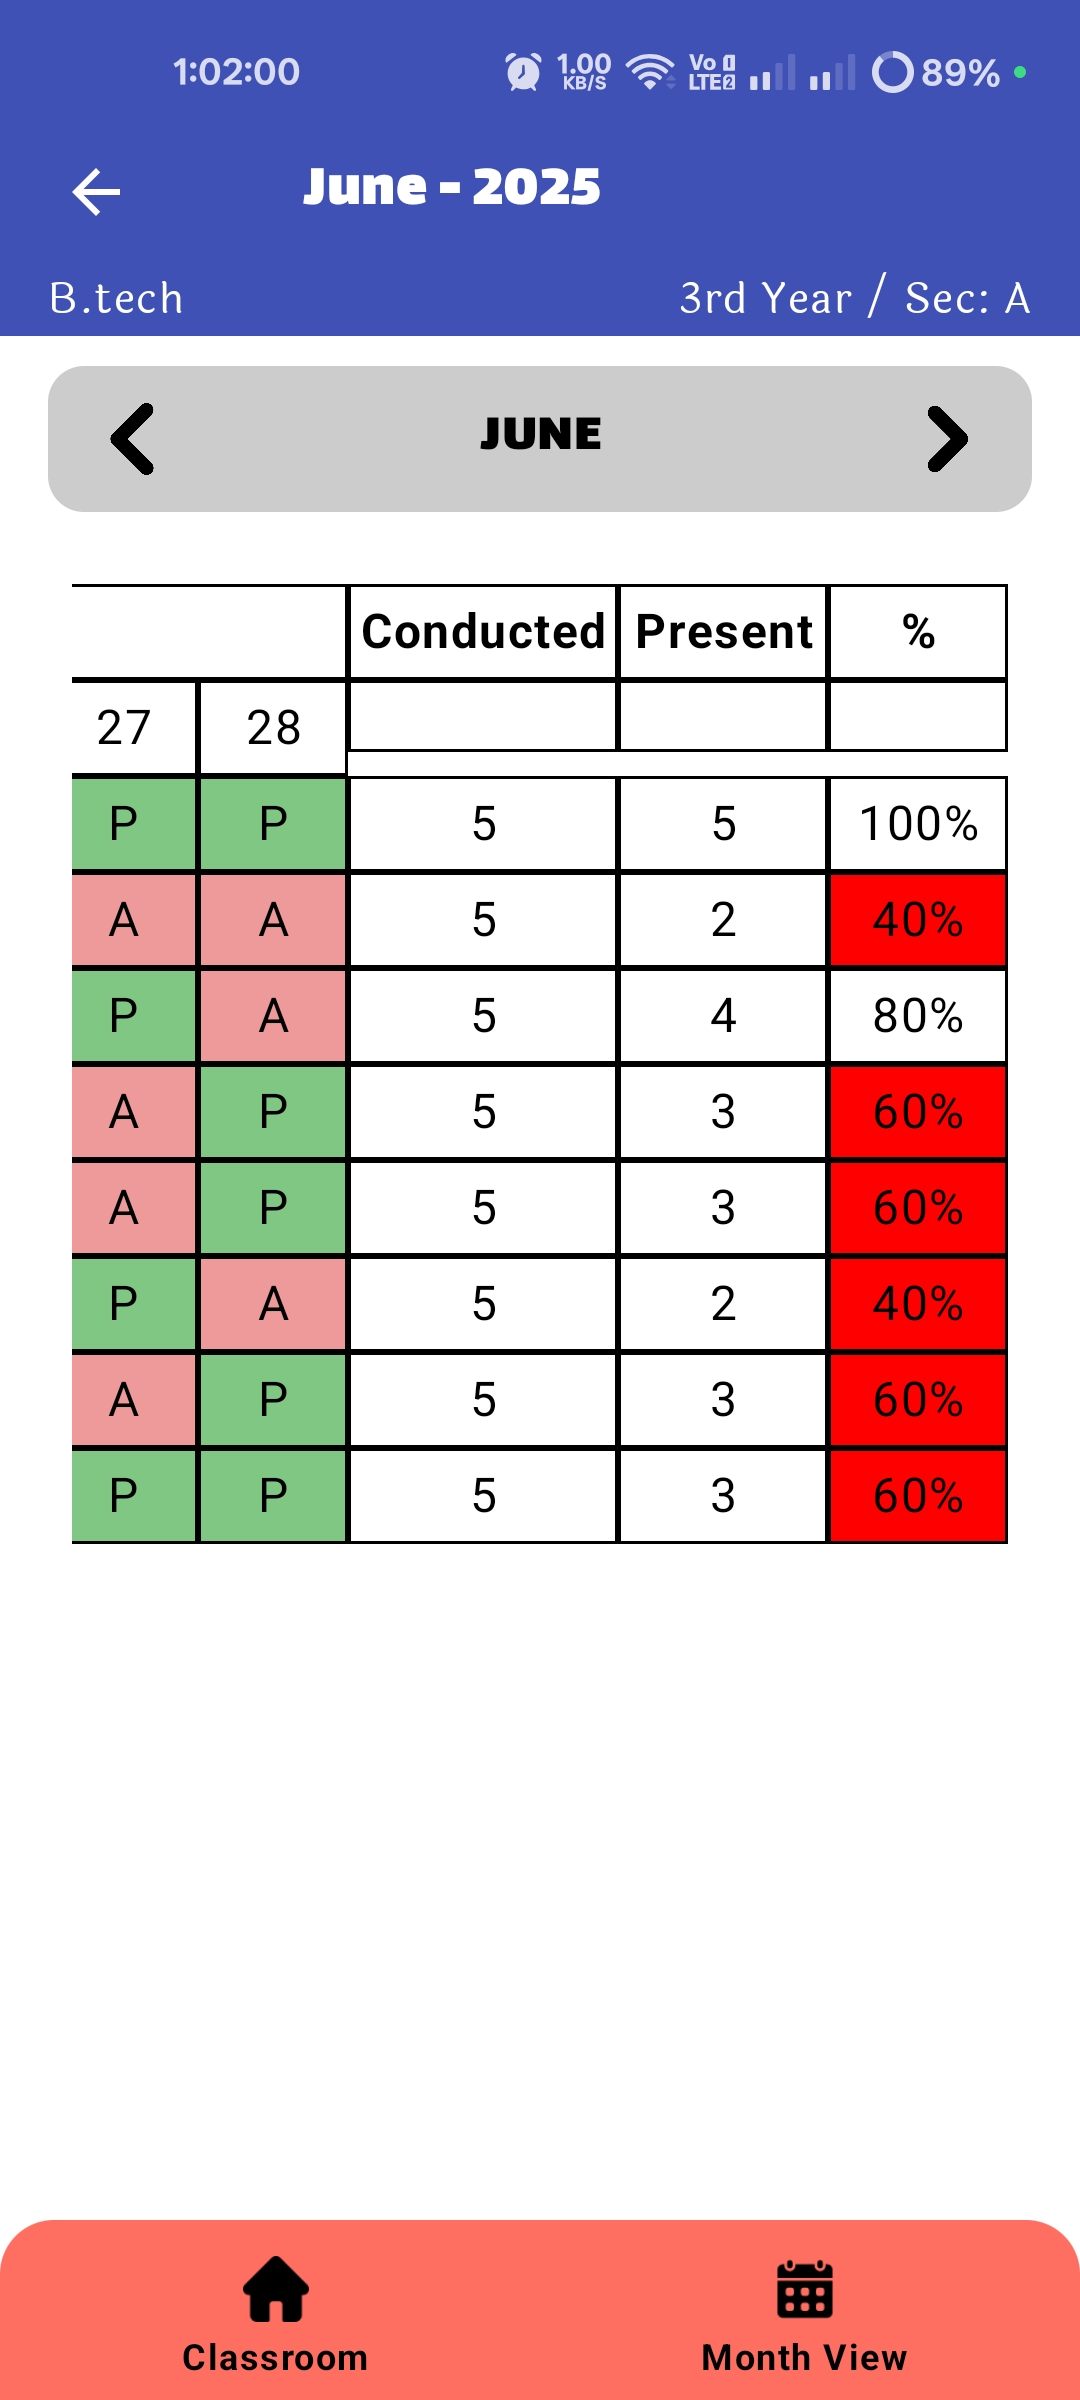 1:02:00 1.00 KB/S Vo 1 LTE 2 89%
June - 2025
B.tech 3rd Year / Sec: A
JUNE
Conducted Present %
27 28
P P 5 5 100%
A A 5 2 40%
P A 5 4 80%
A P 5 3 60%
A P 5 3 60%
P A 5 2 40%
A P 5 3 60%
P P 5 3 60%
Classroom Month View